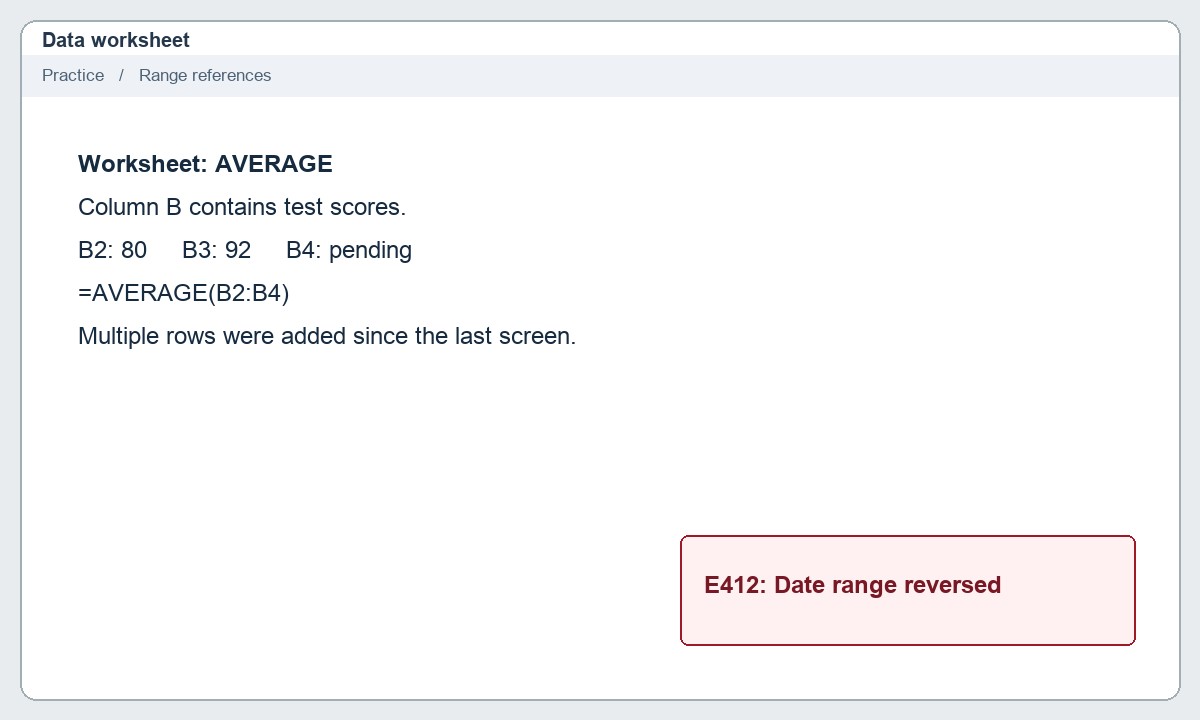 Data worksheet
Practice / Range references
Worksheet: AVERAGE
Column B contains test scores.
B2: 80 B3: 92 B4: pending
=AVERAGE(B2:B4)
Multiple rows were added since the last screen.
E412: Date range reversed